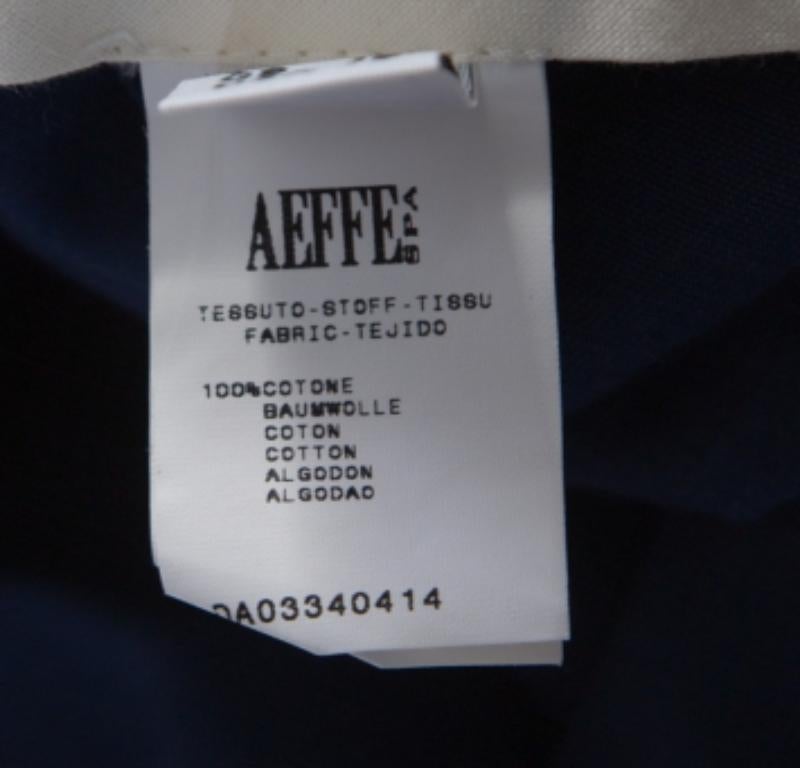 AEFFE SPA
TESSUTO-STOFF-TISSU
FABRIC-TEJIDO
100%COTONE
BAUMWOLLE
COTON
COTTON
ALGODON
ALGODAO
DA03340414